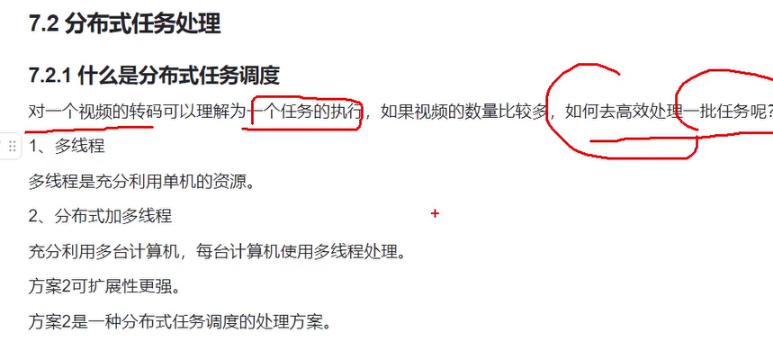 7.2 分布式任务处理
7.2.1 什么是分布式任务调度
对一个视频的转码可以理解为一个任务的执行，如果视频的数量比较多，如何去高效处理一批任务呢？
1、多线程
多线程是充分利用单机的资源。
2、分布式加多线程
充分利用多台计算机，每台计算机使用多线程处理。
方案2可扩展性更强。
方案2是一种分布式任务调度的处理方案。